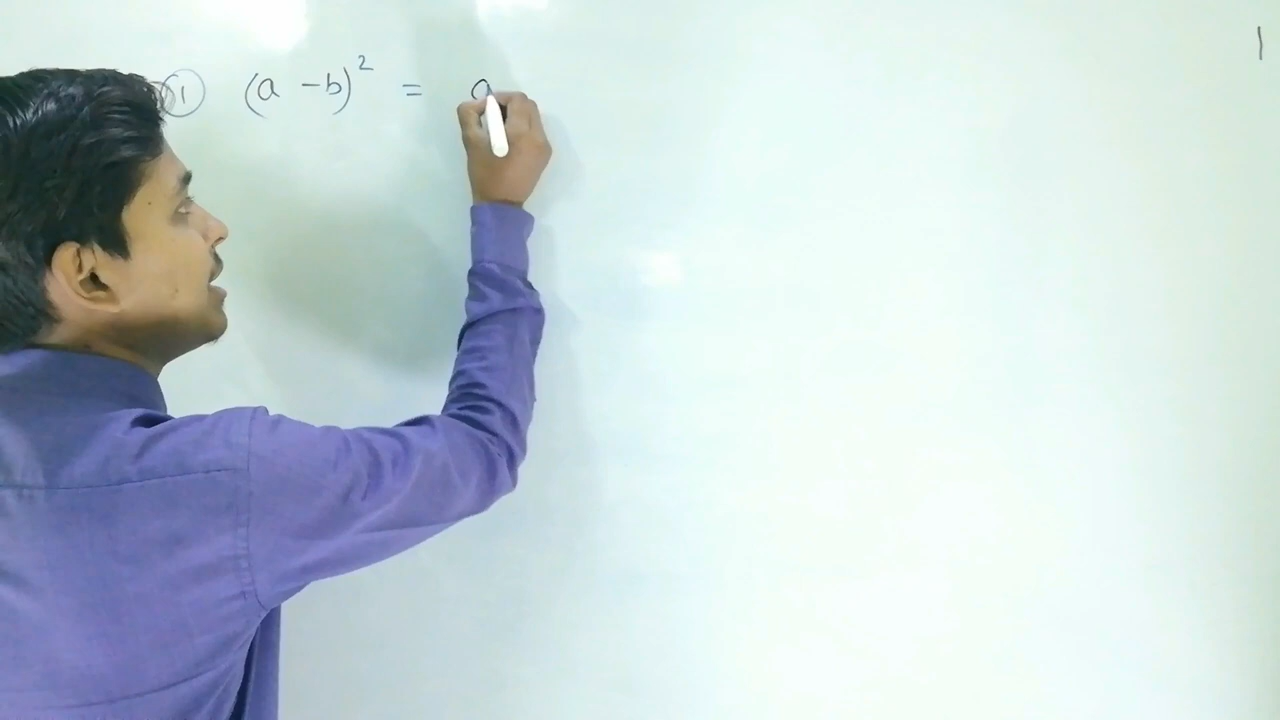 ① (a - b)² = a